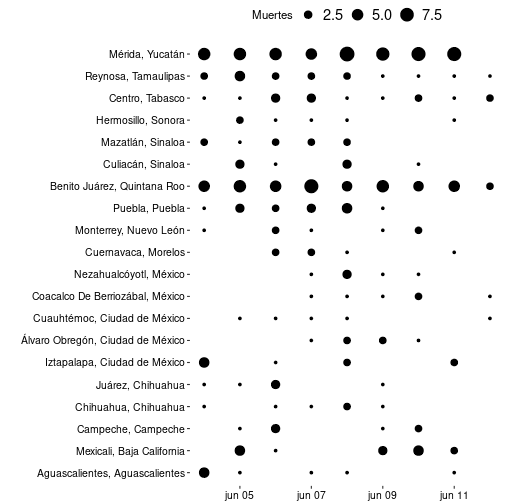 Muertes 2.5 5.0 7.5
Mérida, Yucatán
Reynosa, Tamaulipas
Centro, Tabasco
Hermosillo, Sonora
Mazatlán, Sinaloa
Culiacán, Sinaloa
Benito Juárez, Quintana Roo
Puebla, Puebla
Monterrey, Nuevo León
Cuernavaca, Morelos
Nezahualcóyotl, México
Coacalco De Berriozábal, México
Cuauhtémoc, Ciudad de México
Álvaro Obregón, Ciudad de México
Iztapalapa, Ciudad de México
Juárez, Chihuahua
Chihuahua, Chihuahua
Campeche, Campeche
Mexicali, Baja California
Aguascalientes, Aguascalientes
jun 05 jun 07 jun 09 jun 11